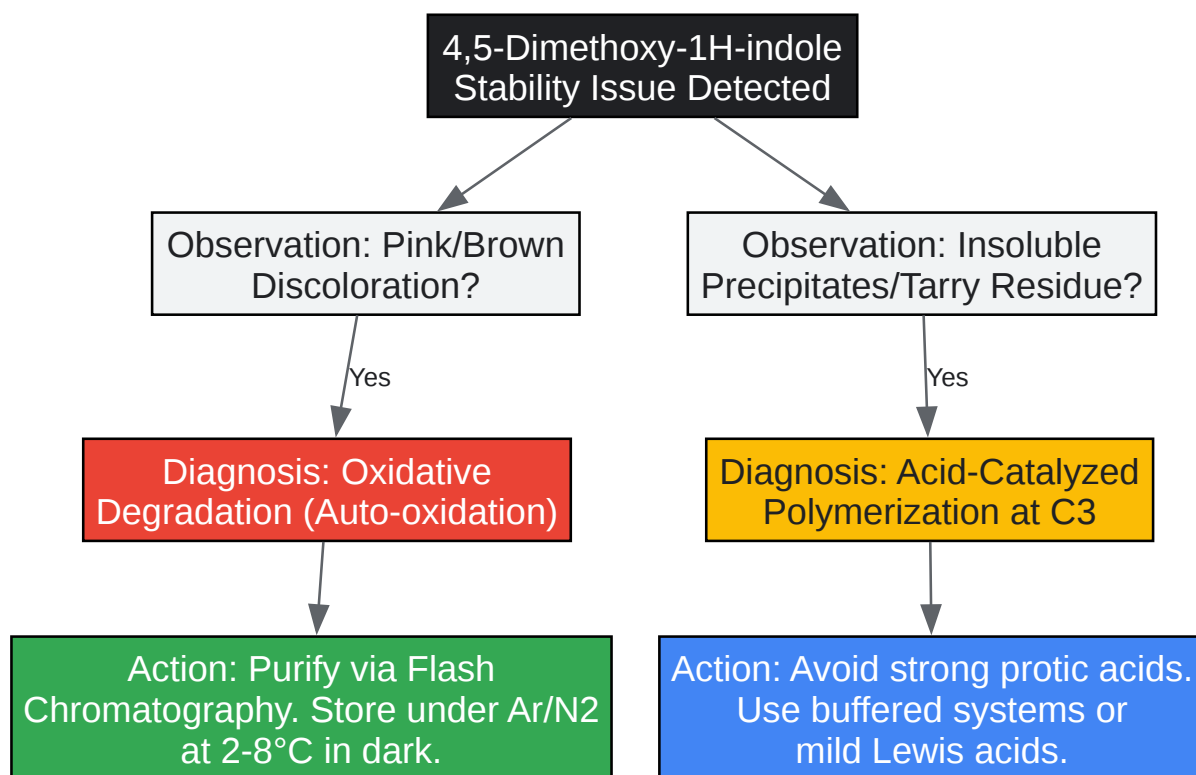 4,5-Dimethoxy-1H-indole
Stability Issue Detected
Observation: Pink/Brown
Discoloration?
Observation: Insoluble
Precipitates/Tarry Residue?
Yes
Yes
Diagnosis: Oxidative
Degradation (Auto-oxidation)
Diagnosis: Acid-Catalyzed
Polymerization at C3
Action: Purify via Flash
Chromatography. Store under Ar/N2
at 2-8°C in dark.
Action: Avoid strong protic acids.
Use buffered systems or
mild Lewis acids.